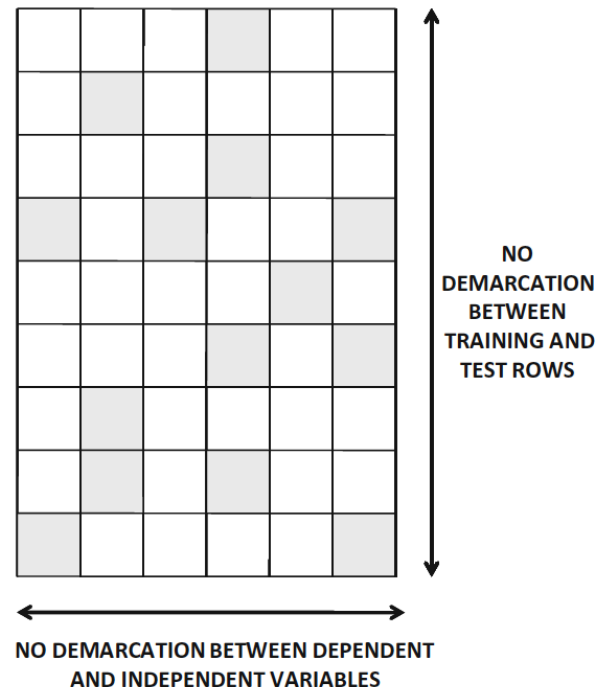 NO
DEMARCATION
BETWEEN
TRAINING AND
TEST ROWS
NO DEMARCATION BETWEEN DEPENDENT
AND INDEPENDENT VARIABLES